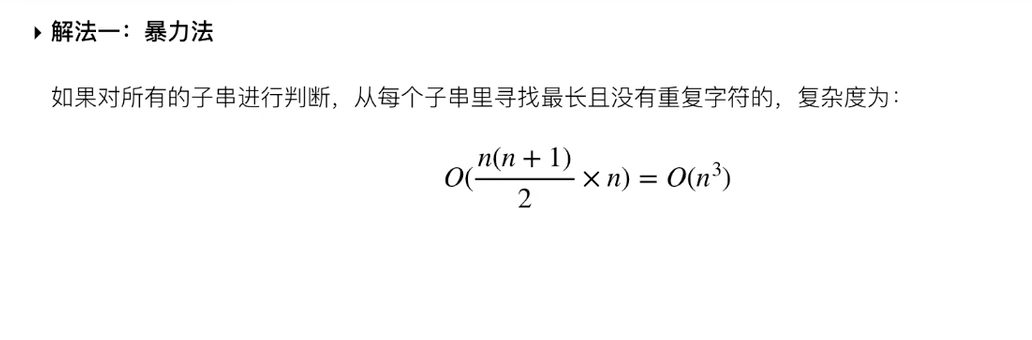 解法一：暴力法
如果对所有的子串进行判断，从每个子串里寻找最长且没有重复字符的，复杂度为：
O(\frac{n(n + 1)}{2} × n) = O(n³)